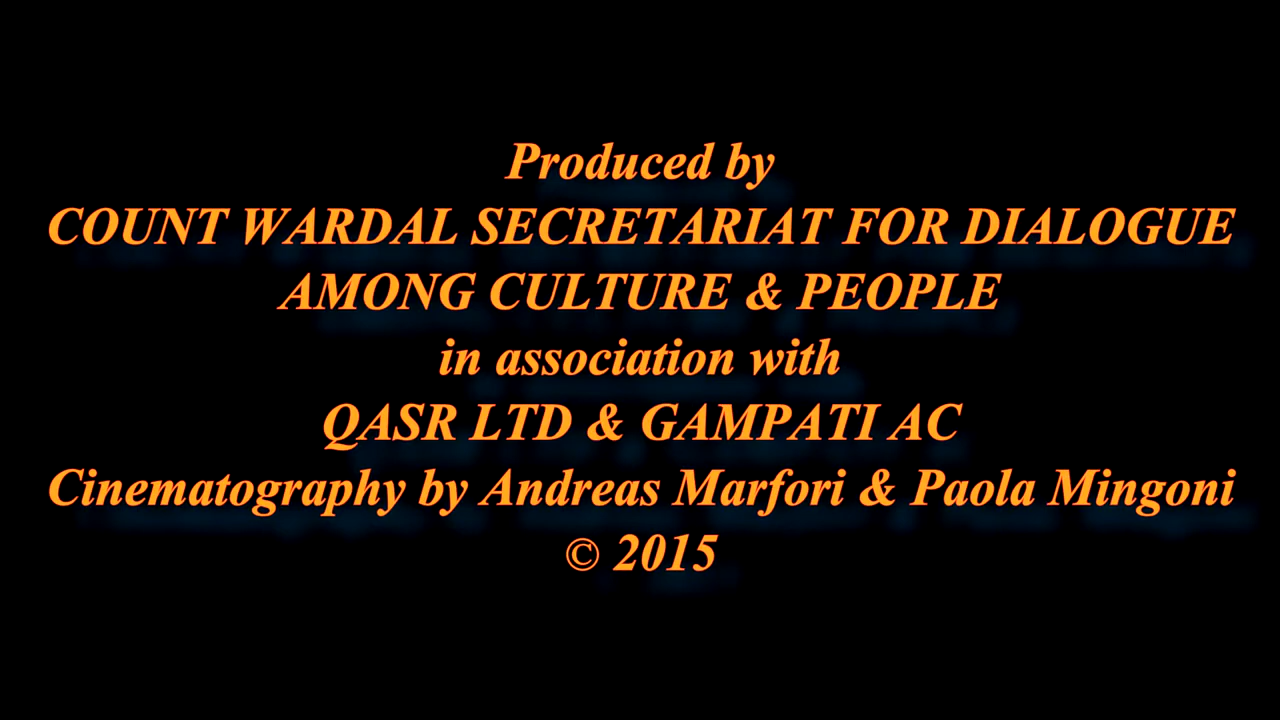 Produced by
COUNT WARDAL SECRETARIAT FOR DIALOGUE
AMONG CULTURE & PEOPLE
in association with
QASR LTD & GAMPATI AC
Cinematography by Andreas Marfori & Paola Mingoni
© 2015